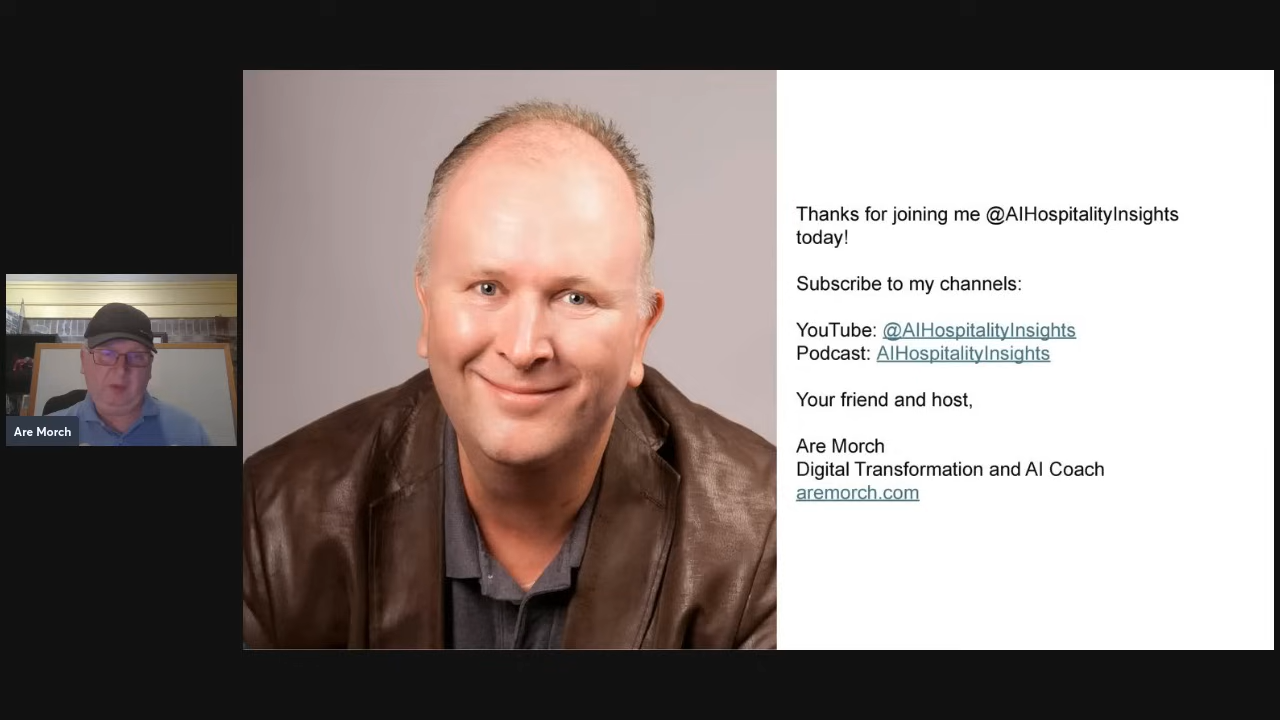 Are Morch
Thanks for joining me @AIHospitalityInsights
today!
Subscribe to my channels:
YouTube: @AIHospitalityInsights
Podcast: AIHospitalityInsights
Your friend and host,
Are Morch
Digital Transformation and AI Coach
aremorch.com